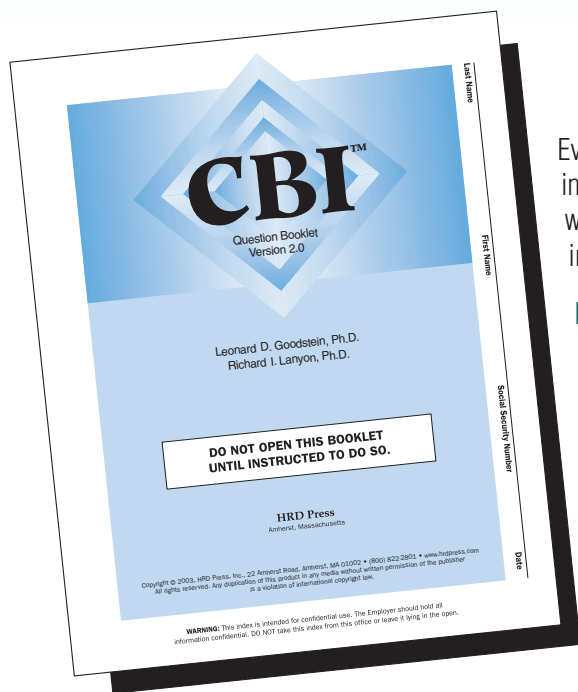 CBI™
Question Booklet
Version 2.0
Leonard D. Goodstein, Ph.D.
Richard I. Lanyon, Ph.D.
DO NOT OPEN THIS BOOKLET
UNTIL INSTRUCTED TO DO SO.
HRD Press
Amherst, Massachusetts
Copyright © 2003, HRD Press, Inc., 22 Amherst Road, Amherst, MA 01002 • (800) 822-2801 • www.hrdpress.com
All rights reserved. Any duplication of this product in any media without written permission of the publisher
is a violation of international copyright law.
WARNING: This index is intended for confidential use. The Employer should hold all
information confidential. DO NOT take this index from this office or leave it lying in the open.
Last Name
First Name
Social Security Number
Date